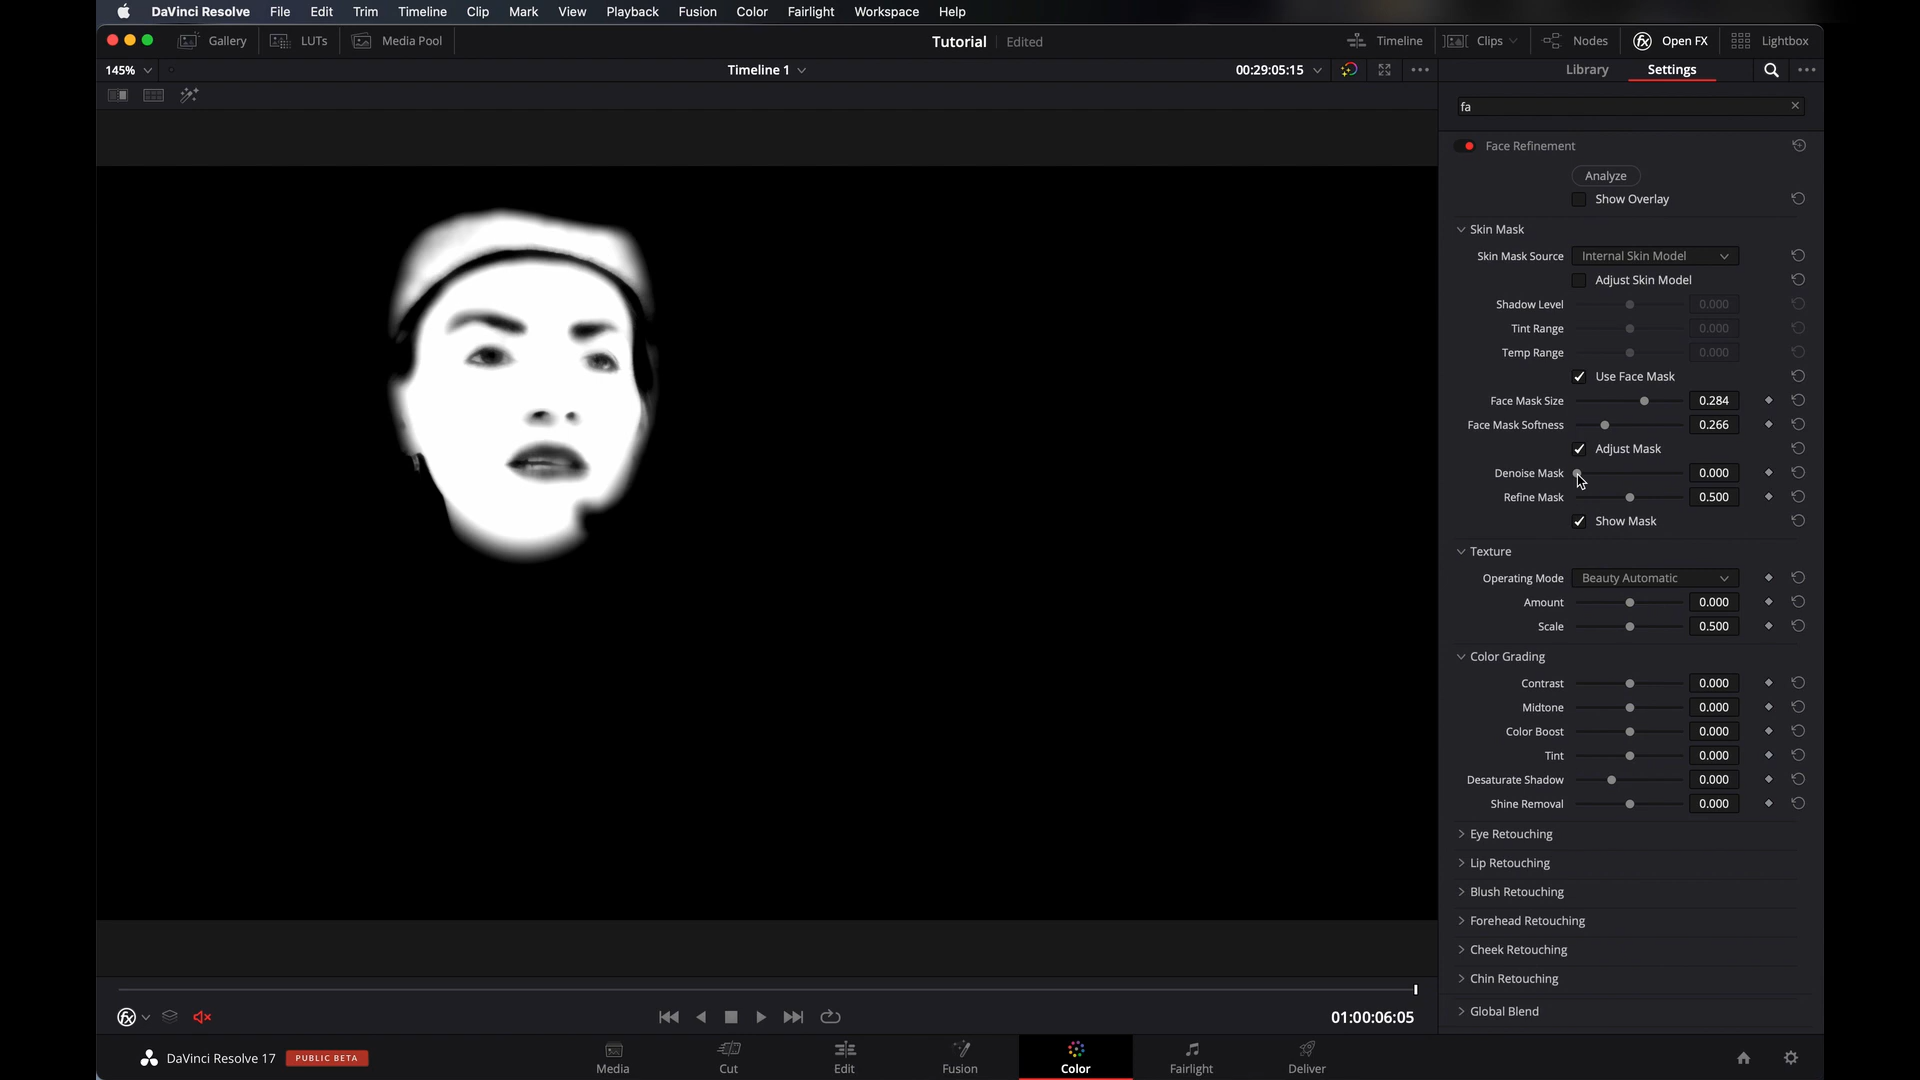 DaVinci Resolve File Edit Trim Timeline Clip Mark View Playback Fusion Color Fairlight Workspace Help
Gallery LUTs Media Pool Tutorial Edited Timeline Clips Nodes Open FX Lightbox
145% Timeline 1 00:29:05:15 Library Settings
fa
Face Refinement
Analyze
Show Overlay
Skin Mask
Skin Mask Source Internal Skin Model
Adjust Skin Model
Shadow Level 0.000
Tint Range 0.000
Temp Range 0.000
Use Face Mask
Face Mask Size 0.284
Face Mask Softness 0.266
Adjust Mask
Denoise Mask 0.000
Refine Mask 0.500
Show Mask
Texture
Operating Mode Beauty Automatic
Amount 0.000
Scale 0.500
Color Grading
Contrast 0.000
Midtone 0.000
Color Boost 0.000
Tint 0.000
Desaturate Shadow 0.000
Shine Removal 0.000
Eye Retouching
Lip Retouching
Blush Retouching
Forehead Retouching
Cheek Retouching
Chin Retouching
Global Blend
fx 01:00:06:05
DaVinci Resolve 17 PUBLIC BETA
Media Cut Edit Fusion Color Fairlight Deliver